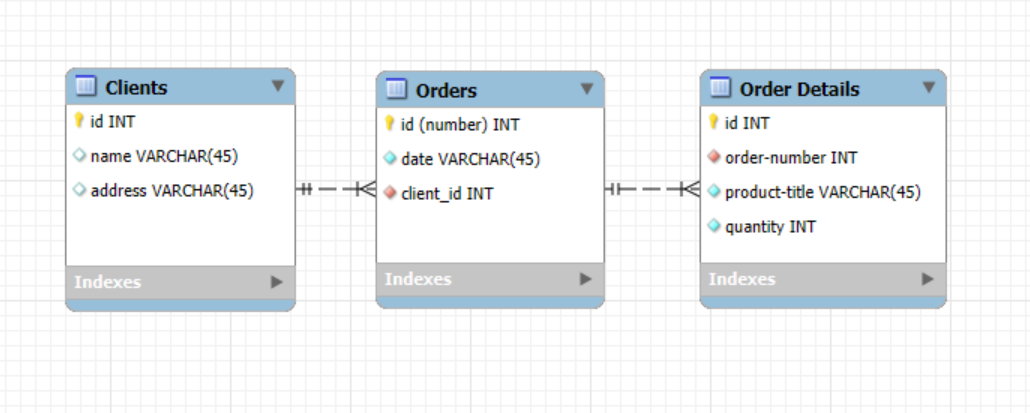 Clients
id INT
name VARCHAR(45)
address VARCHAR(45)
Indexes
Orders
id (number) INT
date VARCHAR(45)
client_id INT
Indexes
Order Details
id INT
order-number INT
product-title VARCHAR(45)
quantity INT
Indexes